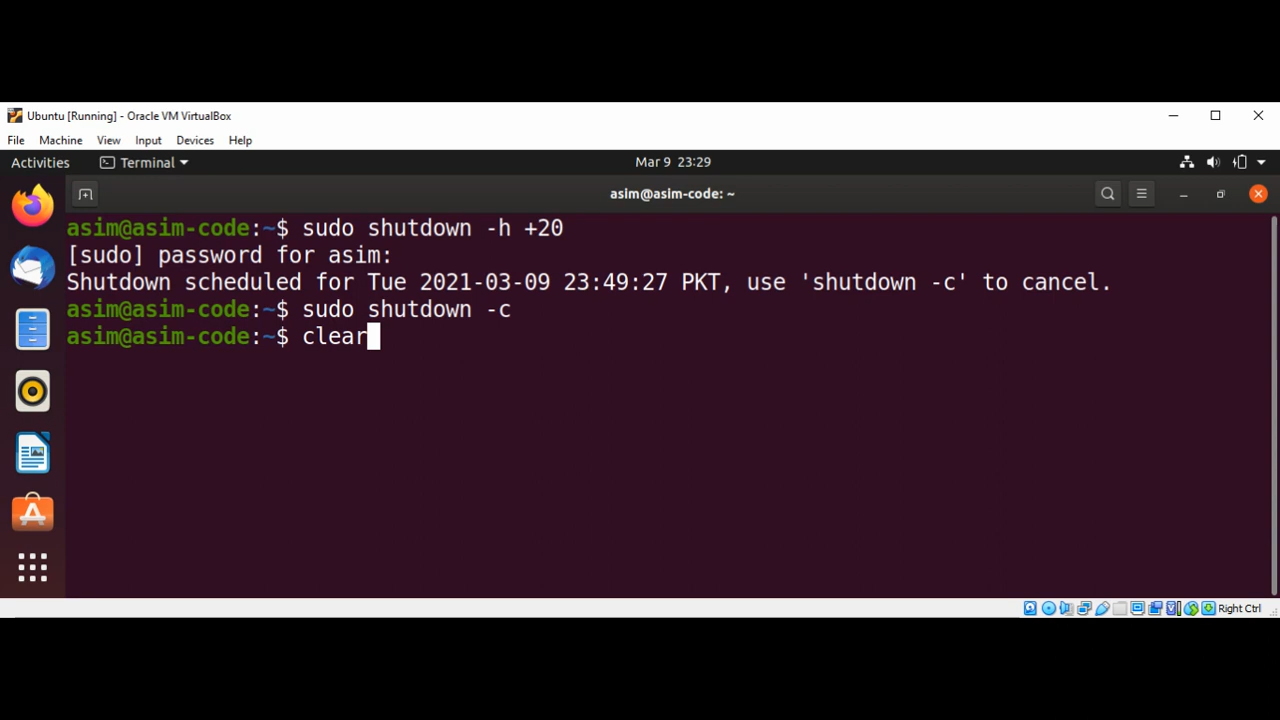 Ubuntu [Running] - Oracle VM VirtualBox
File Machine View Input Devices Help
Activities Terminal Mar 9 23:29
asim@asim-code: ~
asim@asim-code:~$ sudo shutdown -h +20
[sudo] password for asim:
Shutdown scheduled for Tue 2021-03-09 23:49:27 PKT, use 'shutdown -c' to cancel.
asim@asim-code:~$ sudo shutdown -c
asim@asim-code:~$ clear
Right Ctrl